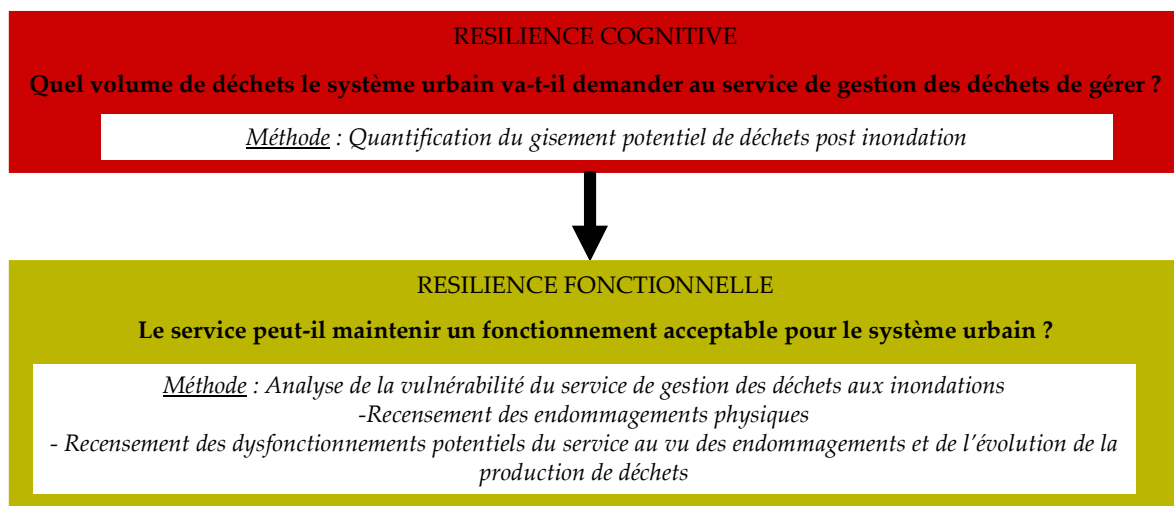 RESILIENCE COGNITIVE
Quel volume de déchets le système urbain va-t-il demander au service de gestion des déchets de gérer ?
Méthode : Quantification du gisement potentiel de déchets post inondation
RESILIENCE FONCTIONNELLE
Le service peut-il maintenir un fonctionnement acceptable pour le système urbain ?
Méthode : Analyse de la vulnérabilité du service de gestion des déchets aux inondations
-Recensement des endommagements physiques
- Recensement des dysfonctionnements potentiels du service au vu des endommagements et de l'évolution de la
production de déchets